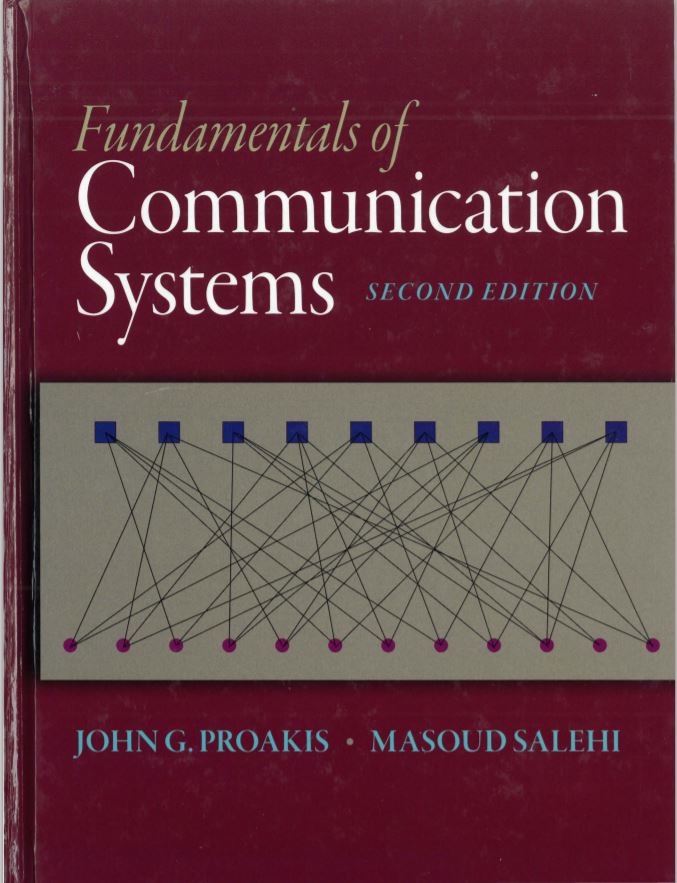 Fundamentals of
Communication
Systems SECOND EDITION
JOHN G. PROAKIS • MASOUD SALEHI